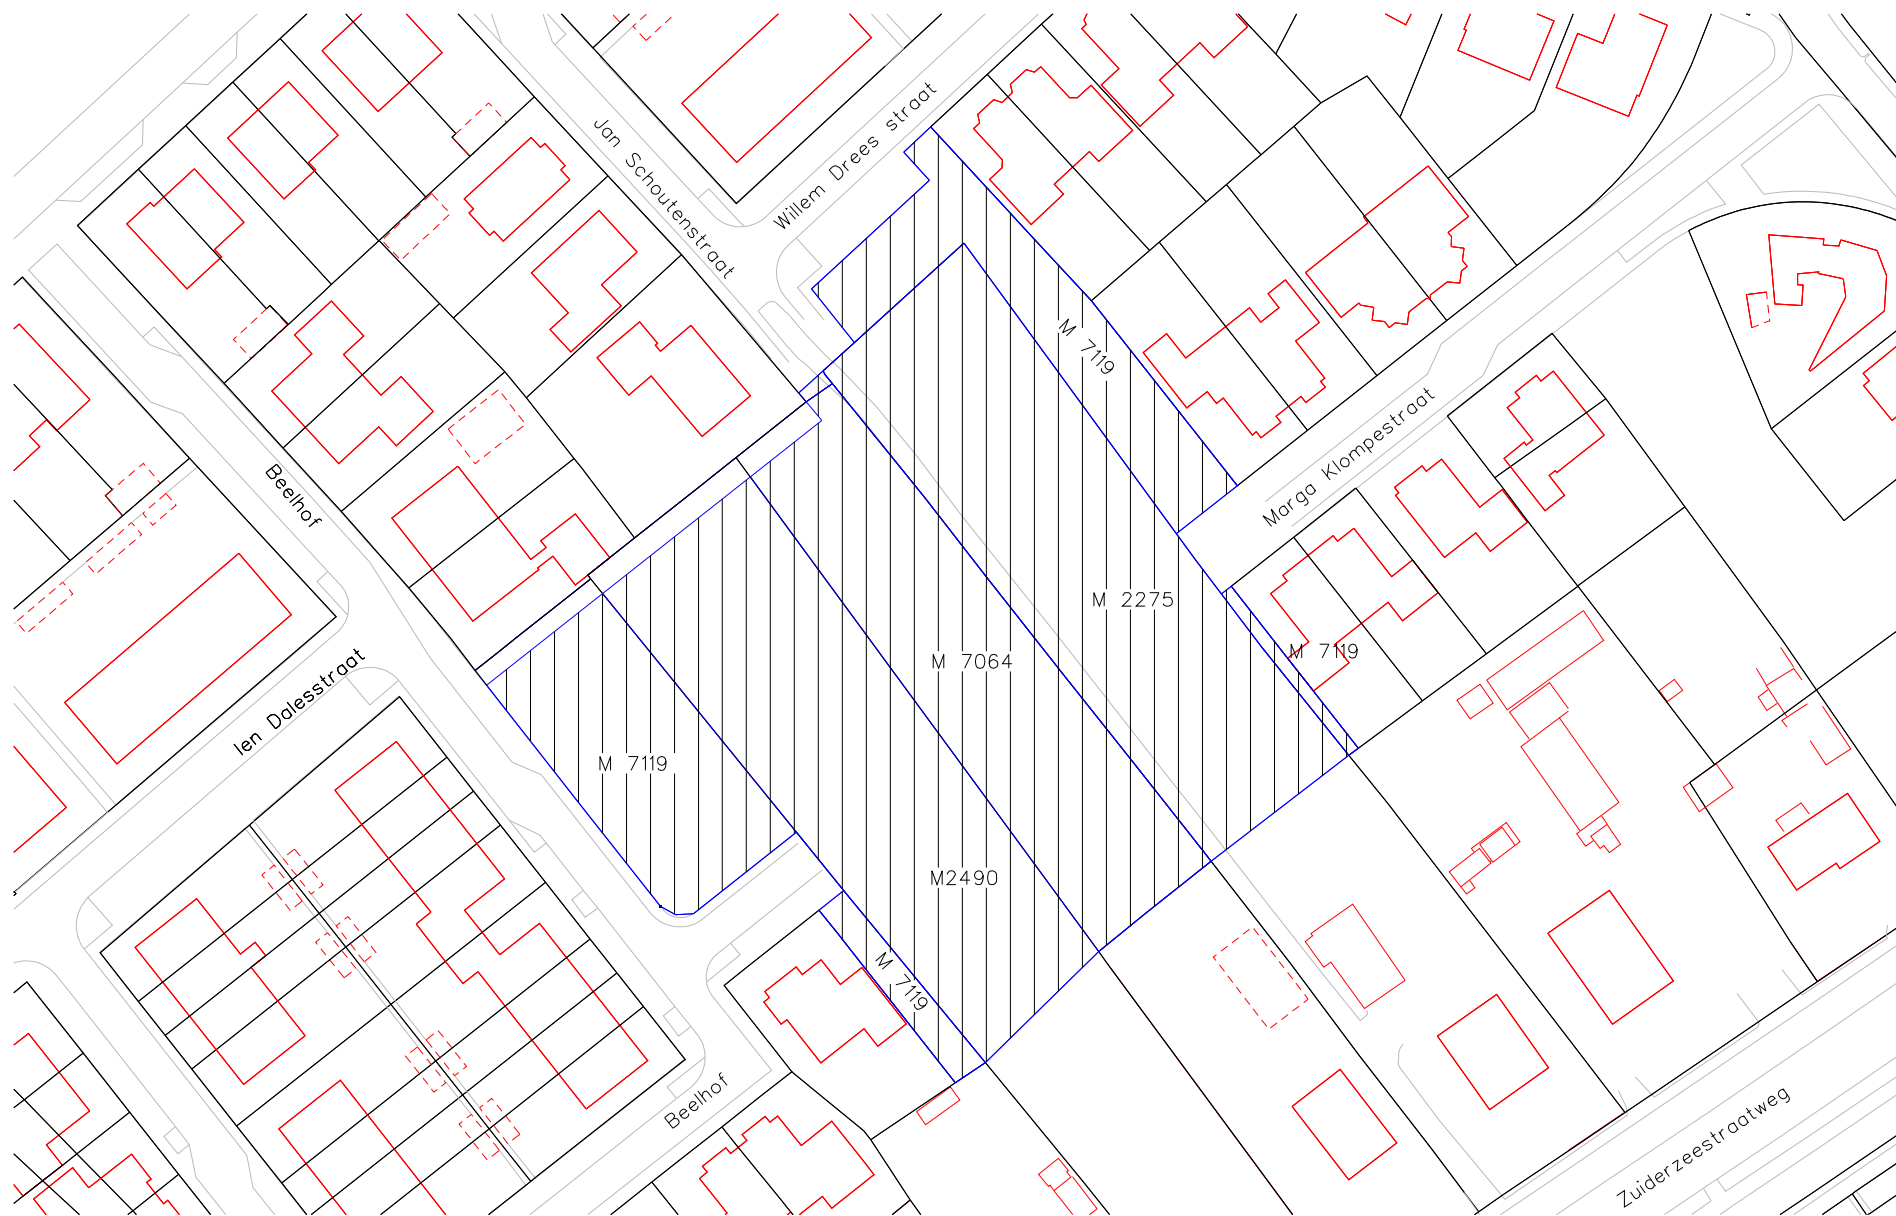 Jan Schoutenstraat
Willem Drees straat
M 7119
Marga Klompestraat
Beelhof
M 2275
M 7119
M 7064
Ien Dalesstraat
M 7119
M2490
M 7119
Beelhof
Zuiderzeestraatweg